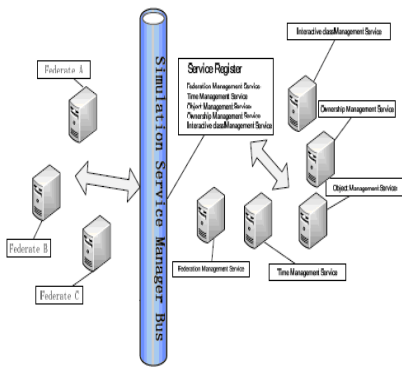 Federate A
Federate B
Federate C
Simulation Service Manager Bus
Service Register
Federation Management Service
Time Management Service
Object Management Service
Ownership Management Service
Interactive classManagement Service
Interactive classManagement Service
Ownership Management Service
Object Management Service
Federation Management Service
Time Management Service